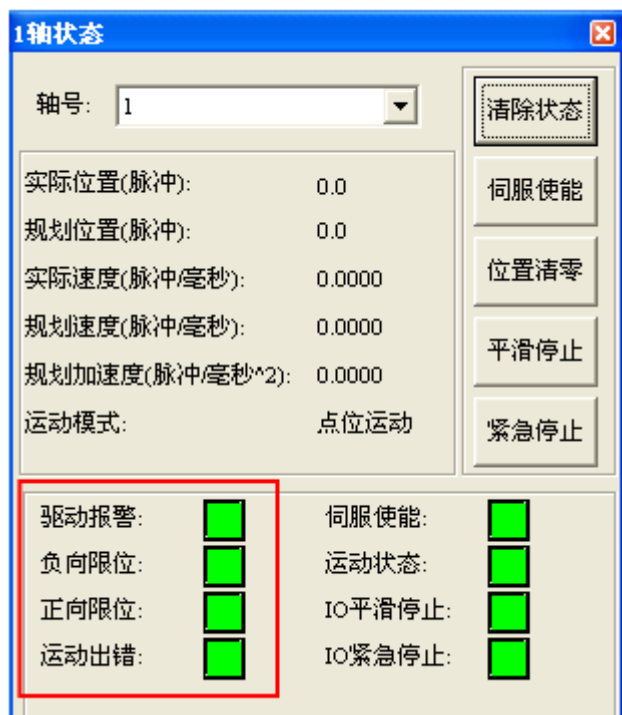 1轴状态
轴号: 1
清除状态
实际位置(脉冲): 0.0
伺服使能
规划位置(脉冲): 0.0
实际速度(脉冲/毫秒): 0.0000
位置清零
规划速度(脉冲/毫秒): 0.0000
平滑停止
规划加速度(脉冲/毫秒^2): 0.0000
运动模式: 点位运动
紧急停止
驱动报警: 伺服使能:
负向限位: 运动状态:
正向限位: IO平滑停止:
运动出错: IO紧急停止: